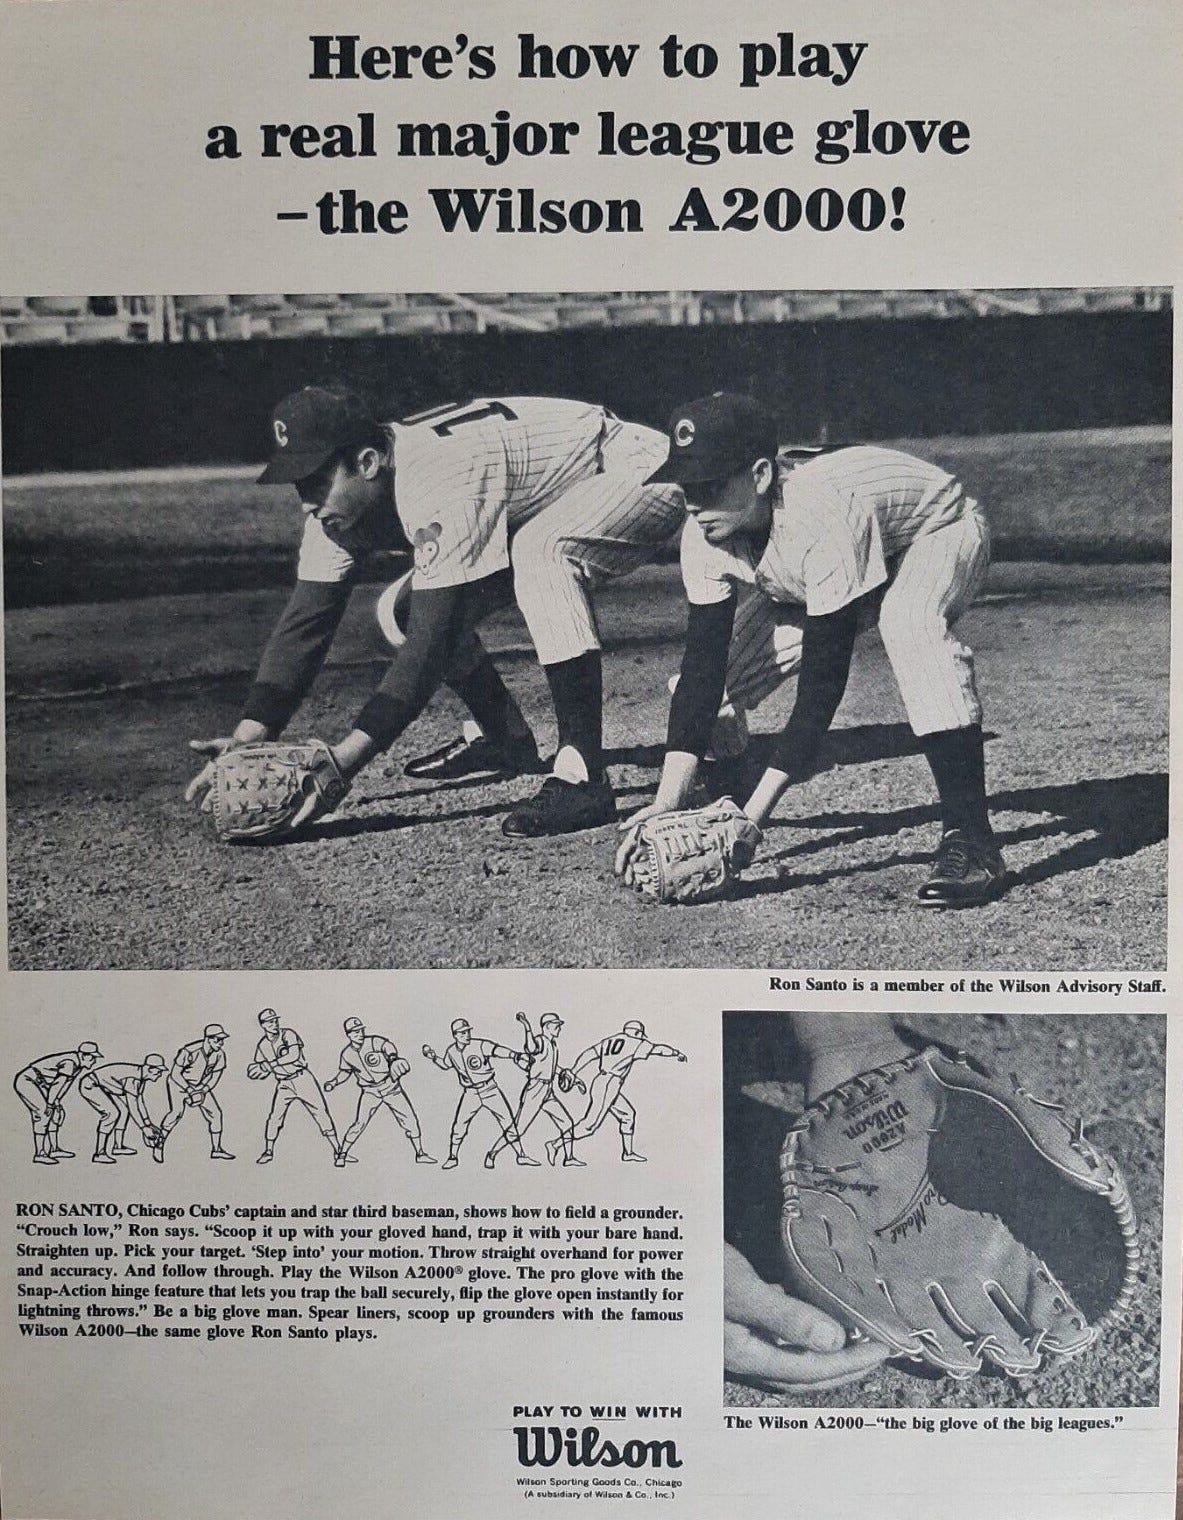 Here's how to play
a real major league glove
–the Wilson A2000!
C
C
10
Ron Santo is a member of the Wilson Advisory Staff.
C
C
C
10
RON SANTO, Chicago Cubs' captain and star third baseman, shows how to field a grounder.
"Crouch low," Ron says. "Scoop it up with your gloved hand, trap it with your bare hand.
Straighten up. Pick your target. 'Step into' your motion. Throw straight overhand for power
and accuracy. And follow through. Play the Wilson A2000® glove. The pro glove with the
Snap-Action hinge feature that lets you trap the ball securely, flip the glove open instantly for
lightning throws." Be a big glove man. Spear liners, scoop up grounders with the famous
Wilson A2000—the same glove Ron Santo plays.
Wilson
A2000
Snap-Action
Pro Model
The Wilson A2000—"the big glove of the big leagues."
PLAY TO WIN WITH
Wilson
Wilson Sporting Goods Co., Chicago
(A subsidiary of Wilson & Co., Inc.)